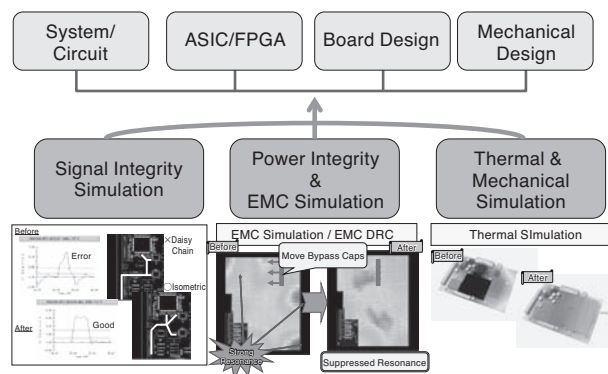 System/
Circuit
ASIC/FPGA
Board Design
Mechanical
Design
Signal Integrity
Simulation
Power Integrity
&
EMC Simulation
Thermal &
Mechanical
Simulation
Before
Error
×Daisy
Chain
○Isometric
After
Good
EMC Simulation / EMC DRC
Before
Move Bypass Caps
After
Strong
Resonance
Suppressed Resonance
Thermal SImulation
Before
After